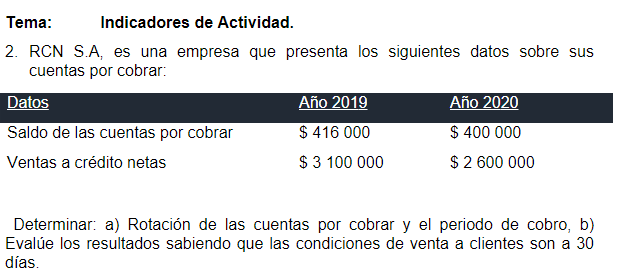 Tema: Indicadores de Actividad.
2. RCN S.A, es una empresa que presenta los siguientes datos sobre sus
cuentas por cobrar:
Datos Año 2019 Año 2020
Saldo de las cuentas por cobrar $ 416 000 $ 400 000
Ventas a crédito netas $ 3 100 000 $ 2 600 000
Determinar: a) Rotación de las cuentas por cobrar y el periodo de cobro, b)
Evalúe los resultados sabiendo que las condiciones de venta a clientes son a 30
días.